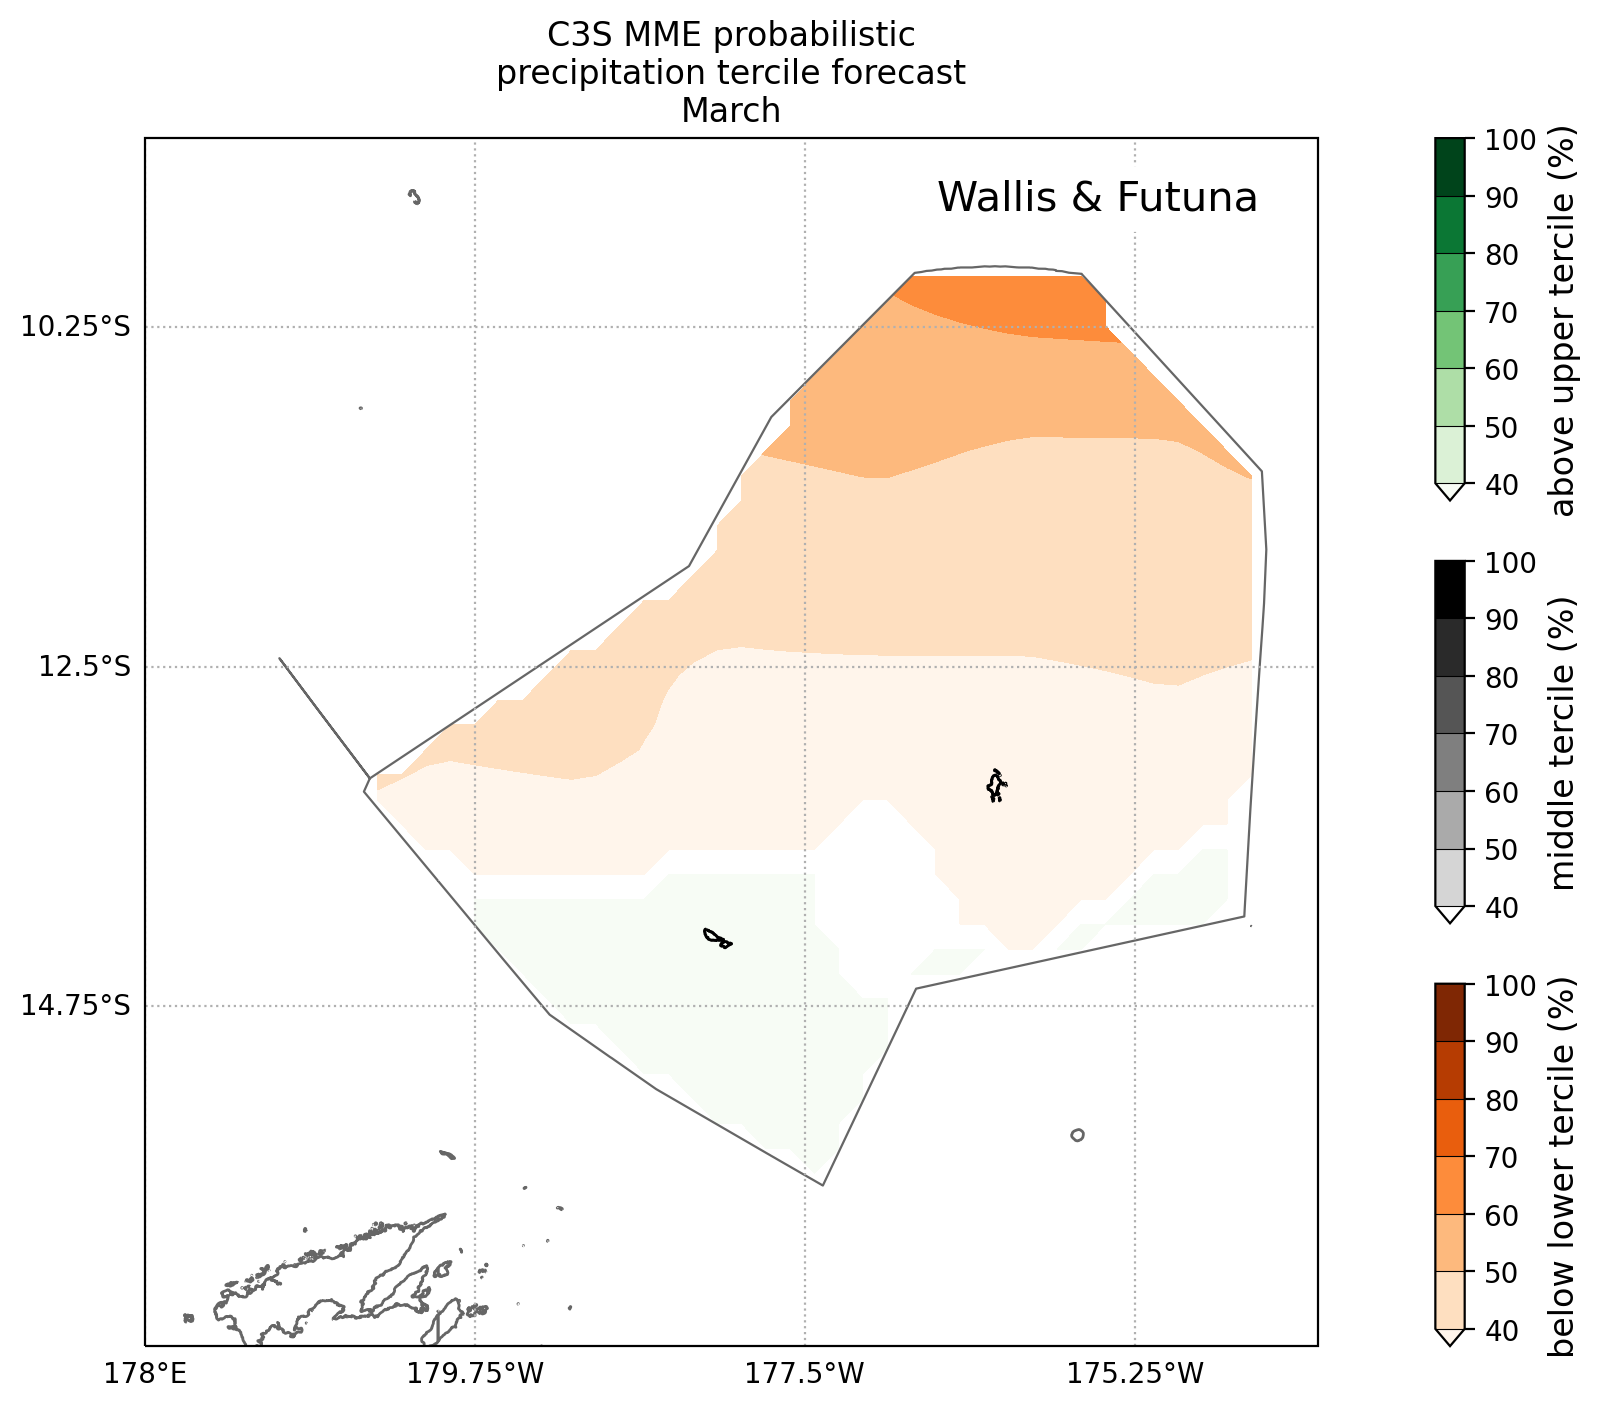 C3S MME probabilistic
precipitation tercile forecast
March
Wallis & Futuna
10.25°S
12.5°S
14.75°S
178°E
179.75°W
177.5°W
175.25°W
100
90
80
70
60
50
40
above upper tercile (%)
100
90
80
70
60
50
40
middle tercile (%)
100
90
80
70
60
50
40
below lower tercile (%)